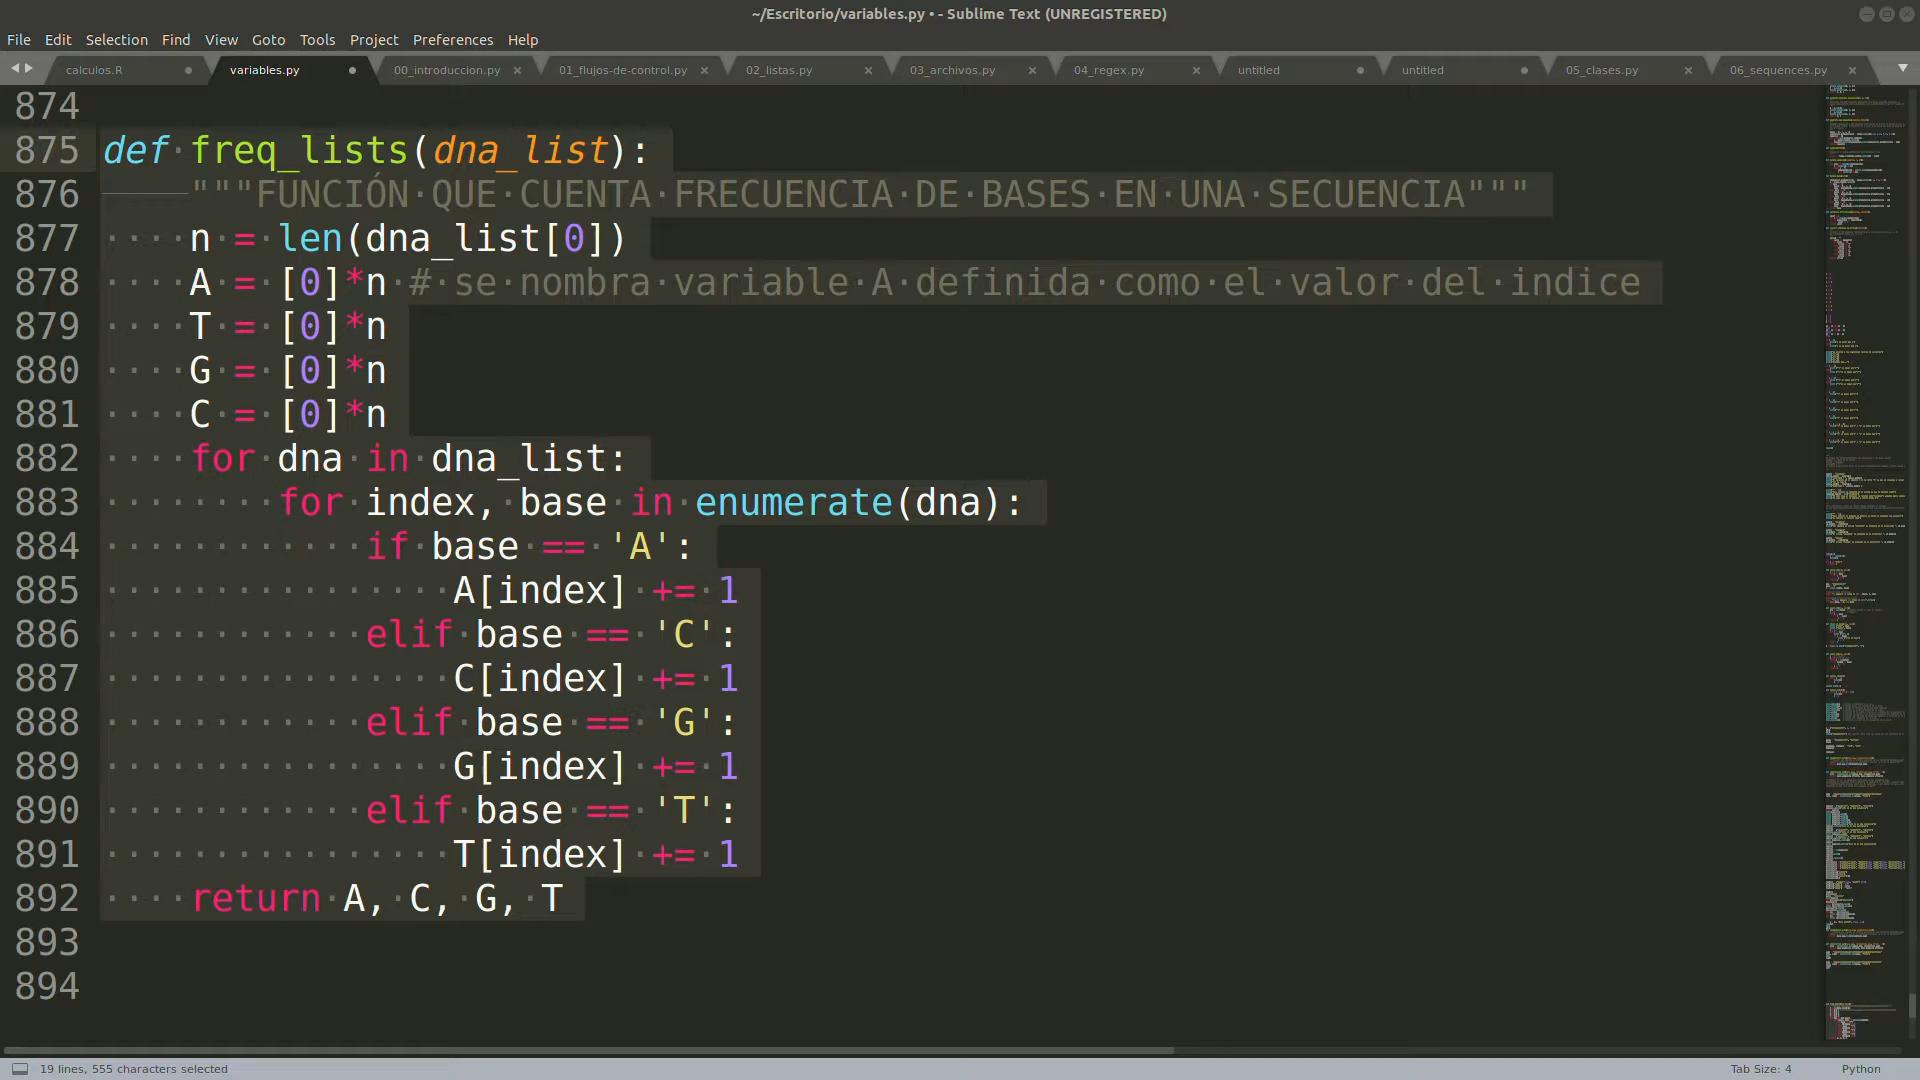 ~/Escritorio/variables.py • - Sublime Text (UNREGISTERED)
File Edit Selection Find View Goto Tools Project Preferences Help
calculos.R variables.py 00_introduccion.py 01_flujos-de-control.py 02_listas.py 03_archivos.py 04_regex.py untitled untitled 05_clases.py 06_sequences.py
874
875 def freq_lists(dna_list):
876 """FUNCIÓN QUE CUENTA FRECUENCIA DE BASES EN UNA SECUENCIA"""
877     n = len(dna_list[0])
878     A = [0]*n # se nombra variable A definida como el valor del indice
879     T = [0]*n
880     G = [0]*n
881     C = [0]*n
882     for dna in dna_list:
883         for index, base in enumerate(dna):
884             if base == 'A':
885                 A[index] += 1
886             elif base == 'C':
887                 C[index] += 1
888             elif base == 'G':
889                 G[index] += 1
890             elif base == 'T':
891                 T[index] += 1
892     return A, C, G, T
893
894
19 lines, 555 characters selected Tab Size: 4 Python